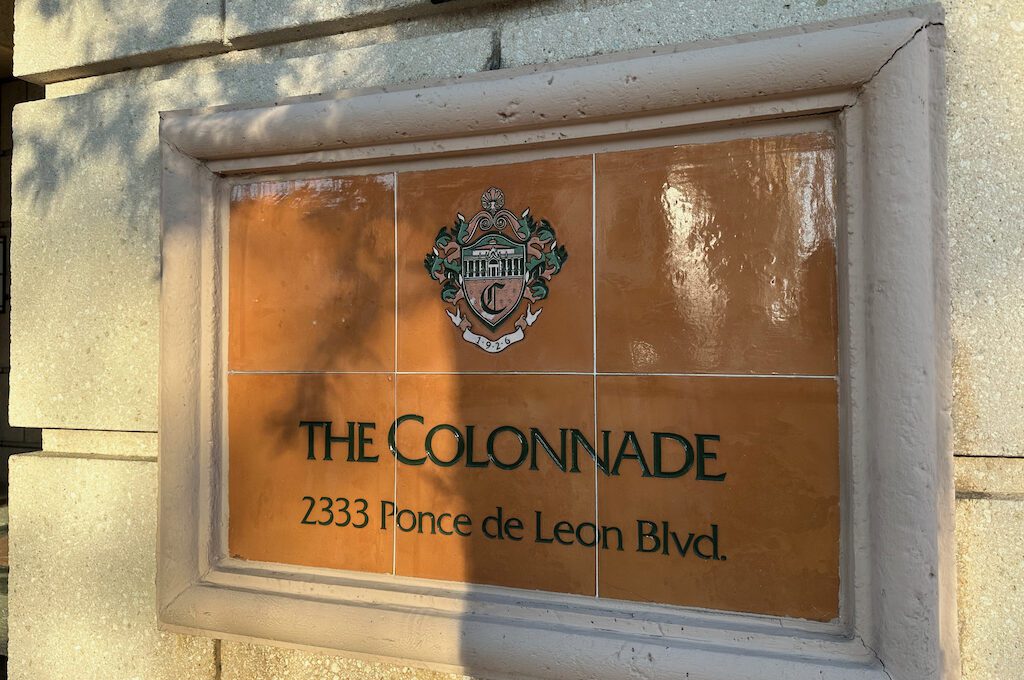 C
1·9·2·6
THE COLONNADE
2333 Ponce de Leon Blvd.